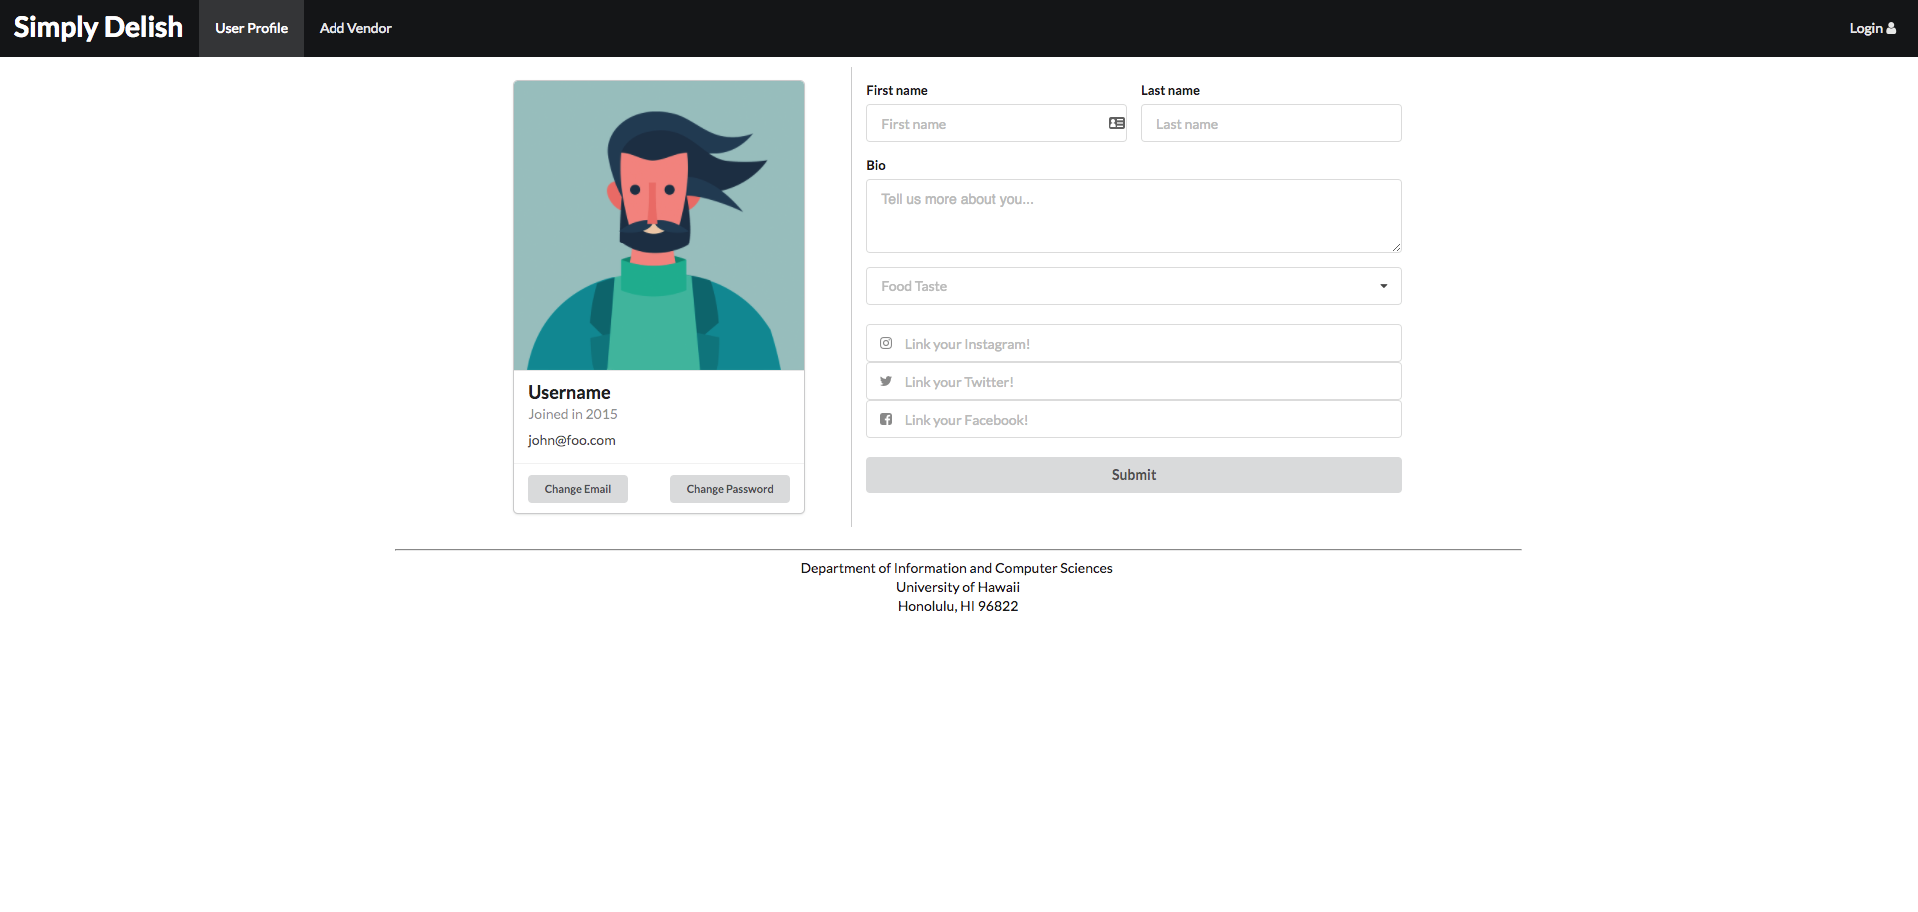 Simply Delish
User Profile
Add Vendor
Login
Username
Joined in 2015
john@foo.com
Change Email
Change Password
First name
Last name
First name
Last name
Bio
Tell us more about you...
Food Taste
Link your Instagram!
Link your Twitter!
Link your Facebook!
Submit
Department of Information and Computer Sciences
University of Hawaii
Honolulu, HI 96822